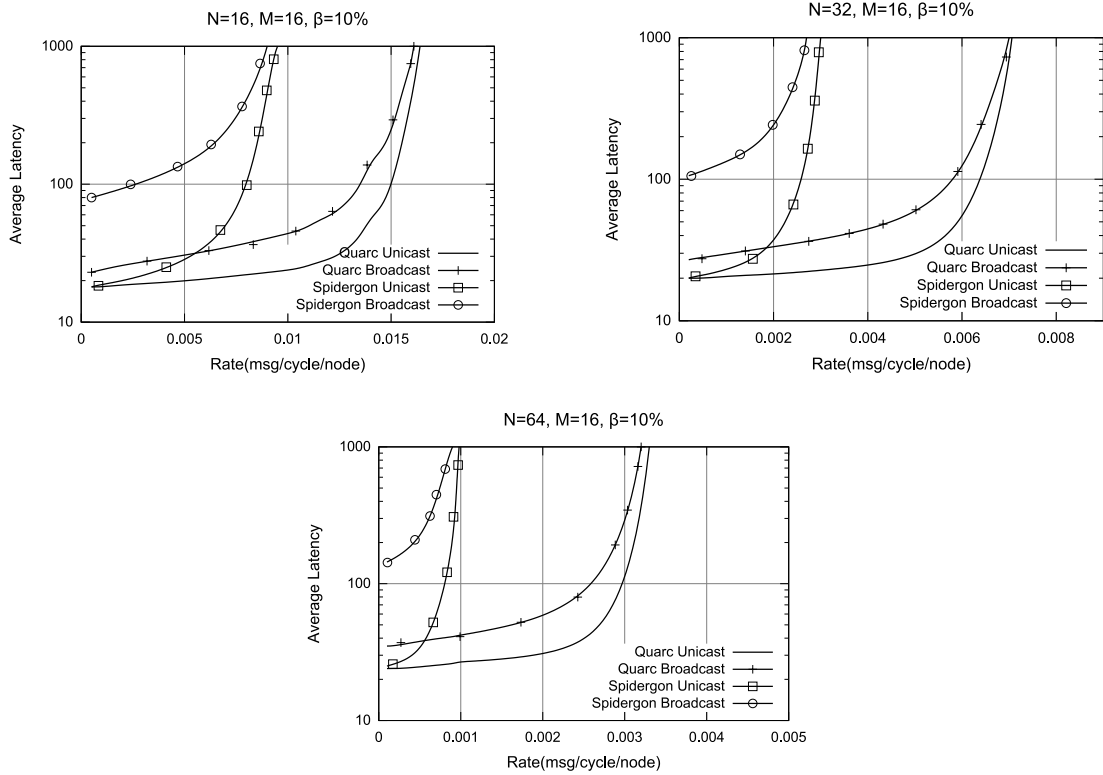 N=16, M=16, β=10%
1000
100
10
Average Latency
0
0.005
0.01
0.015
0.02
Rate(msg/cycle/node)
Quarc Unicast
Quarc Broadcast
Spidergon Unicast
Spidergon Broadcast
N=32, M=16, β=10%
1000
100
10
Average Latency
0
0.002
0.004
0.006
0.008
Rate(msg/cycle/node)
Quarc Unicast
Quarc Broadcast
Spidergon Unicast
Spidergon Broadcast
N=64, M=16, β=10%
1000
100
10
Average Latency
0
0.001
0.002
0.003
0.004
0.005
Rate(msg/cycle/node)
Quarc Unicast
Quarc Broadcast
Spidergon Unicast
Spidergon Broadcast